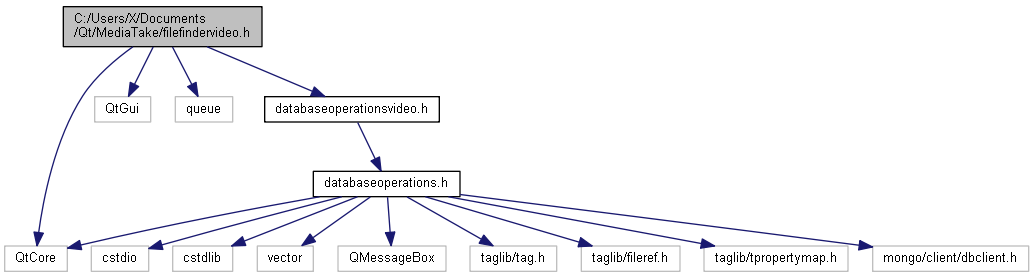 C:/Users/X/Documents
/Qt/MediaTake/filefindervideo.h
QtGui
queue
databaseoperationsvideo.h
databaseoperations.h
QtCore
cstdio
cstdlib
vector
QMessageBox
taglib/tag.h
taglib/fileref.h
taglib/tpropertymap.h
mongo/client/dbclient.h